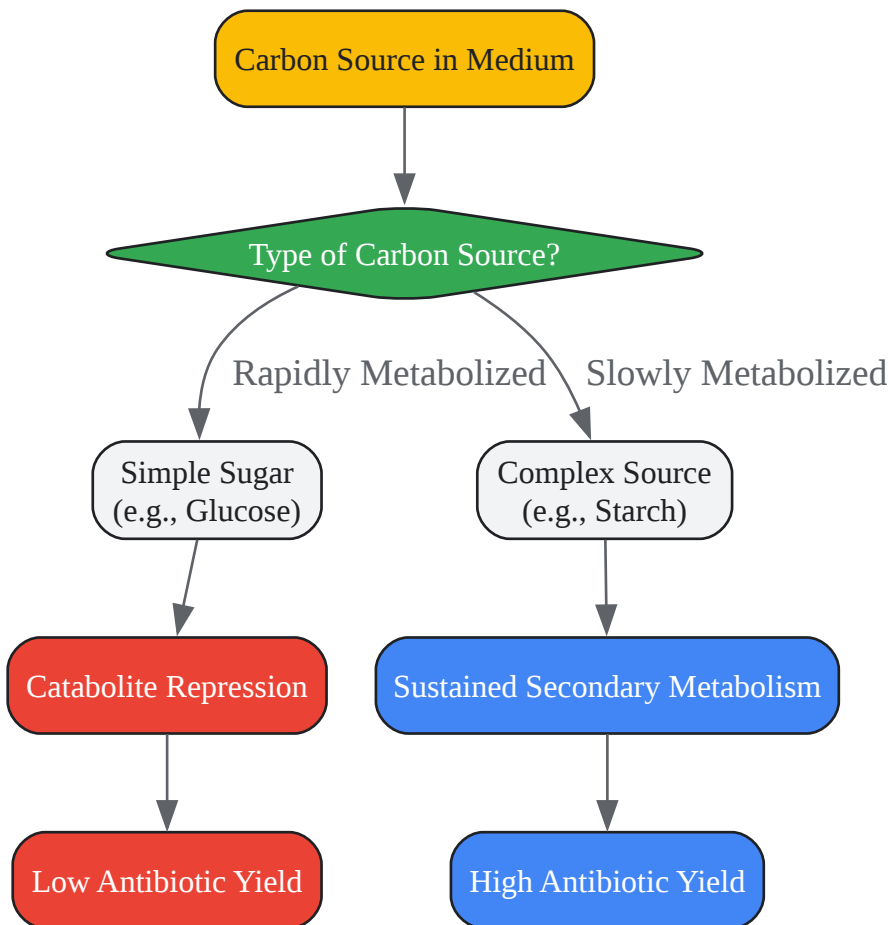 Carbon Source in Medium
Type of Carbon Source?
Rapidly Metabolized
Slowly Metabolized
Simple Sugar
(e.g., Glucose)
Complex Source
(e.g., Starch)
Catabolite Repression
Sustained Secondary Metabolism
Low Antibiotic Yield
High Antibiotic Yield